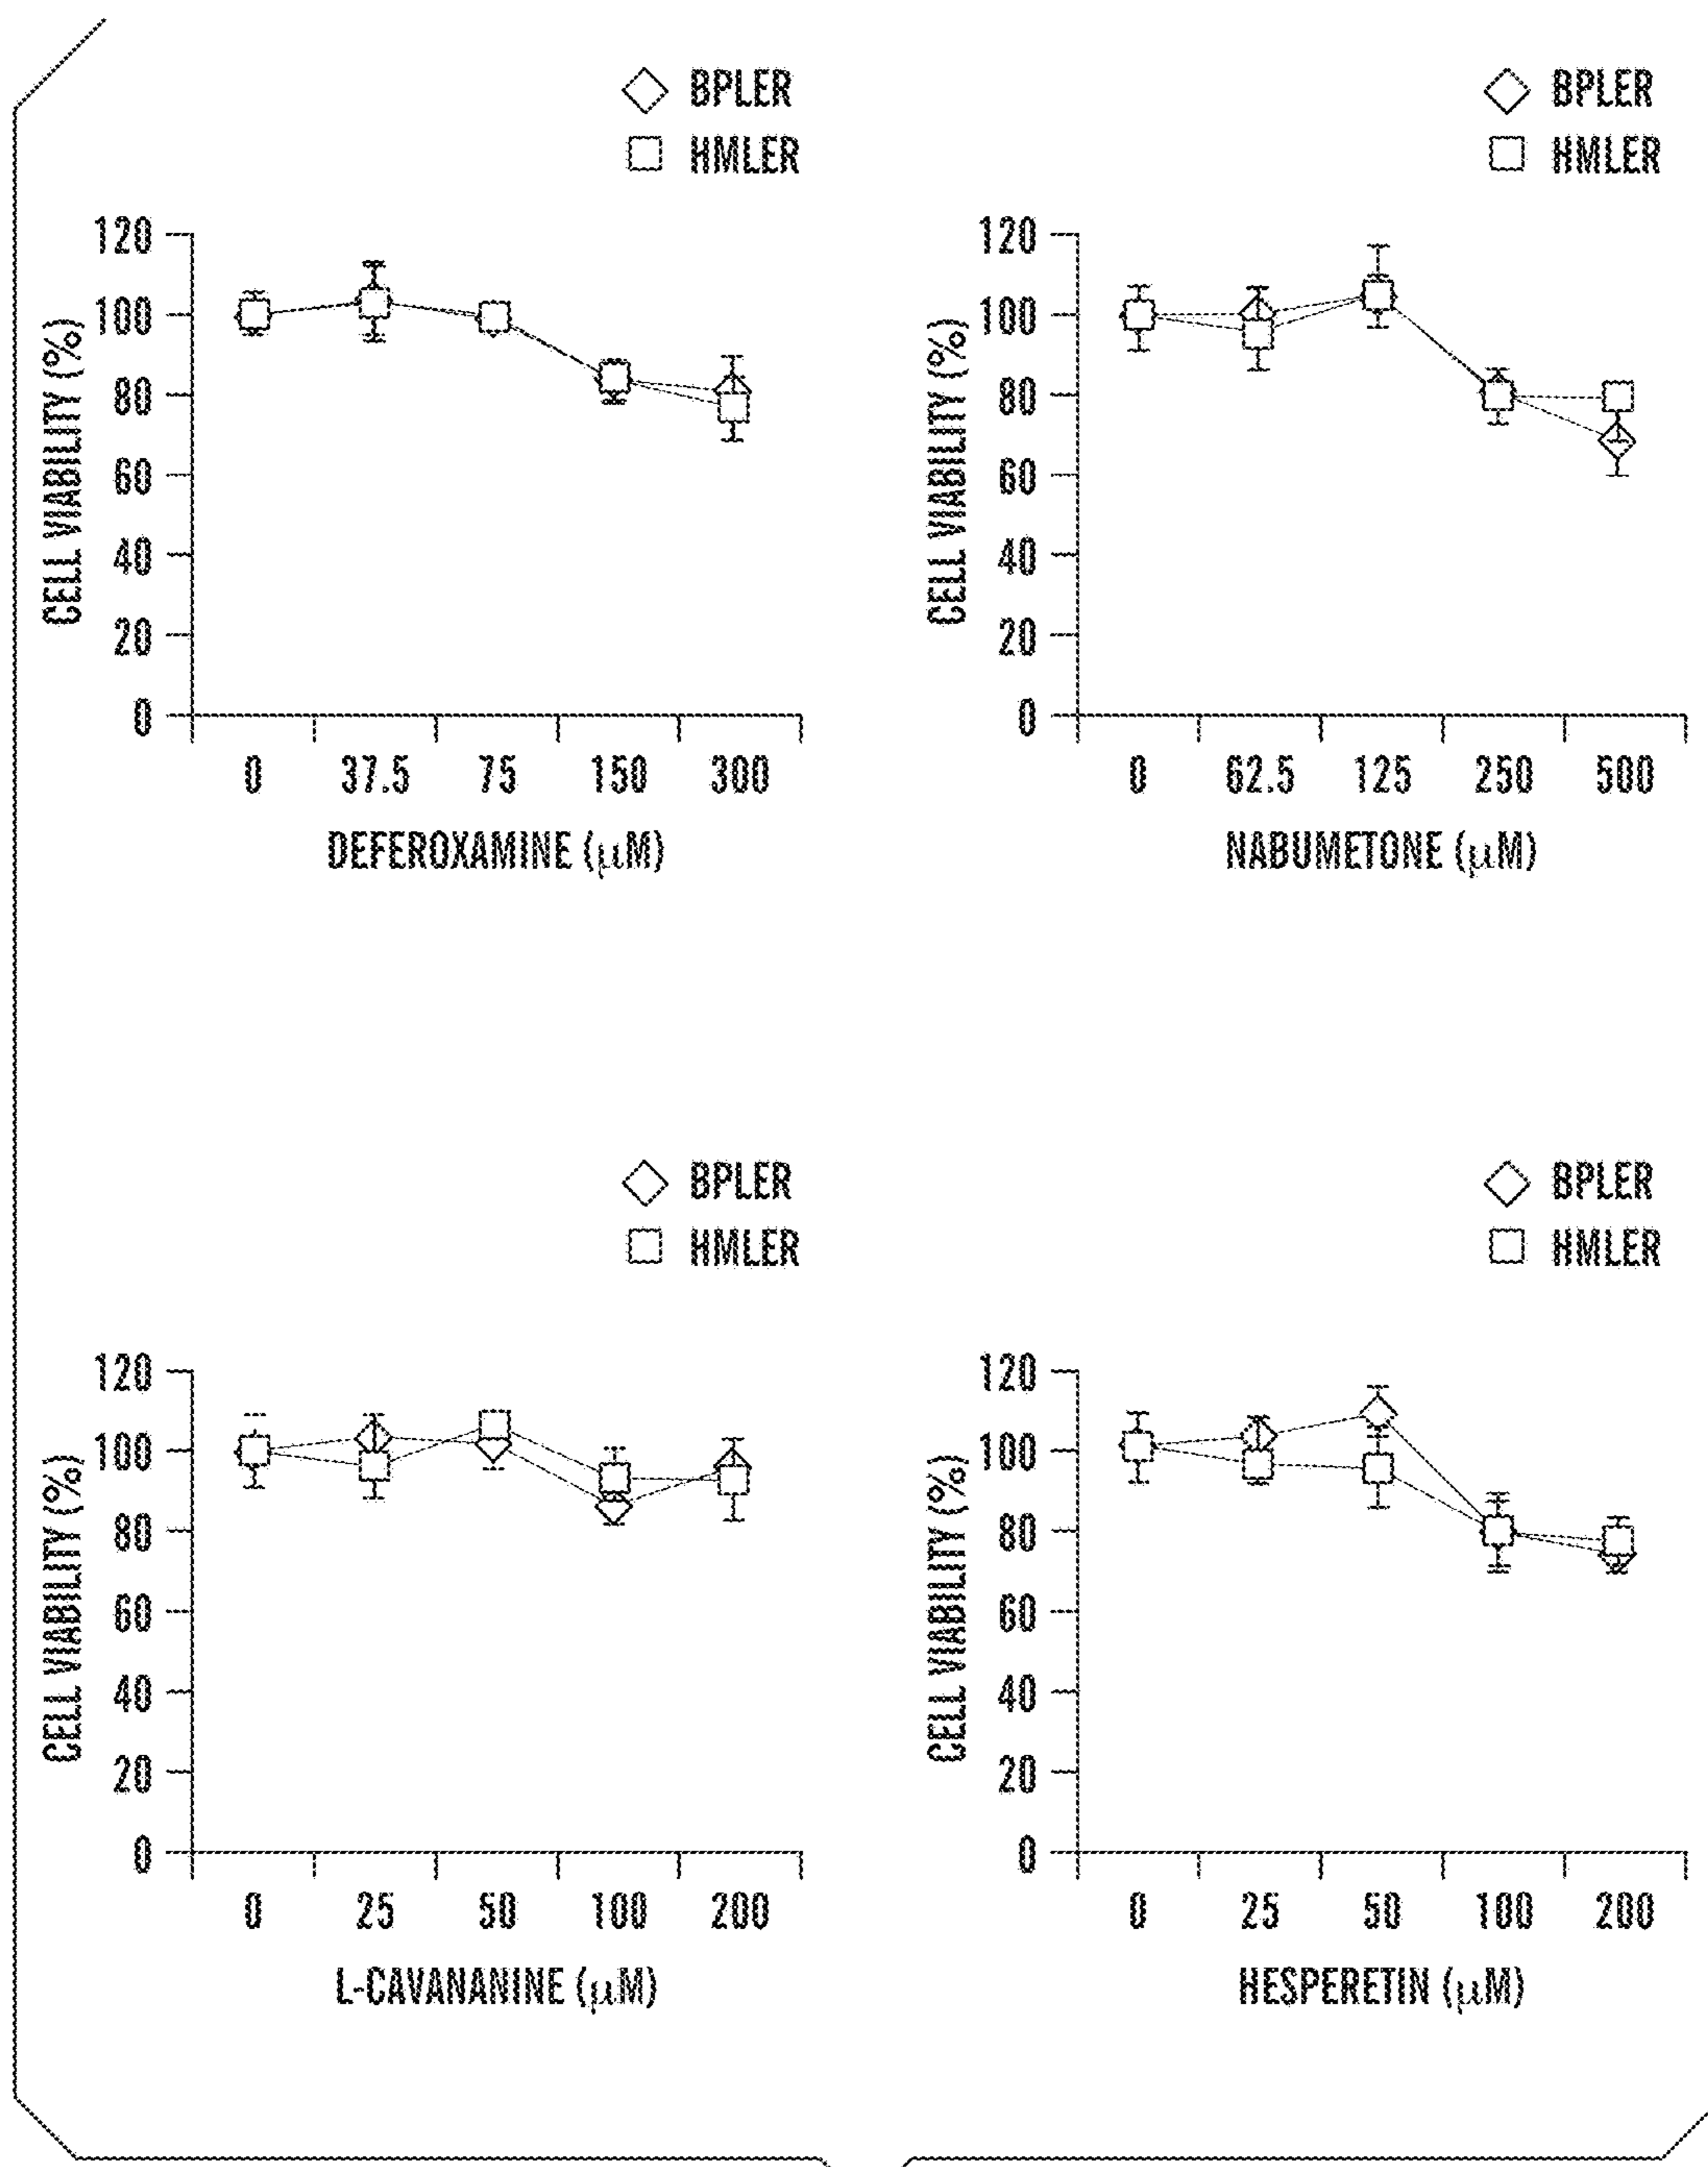 BPLER
HMLER
120
100
80
60
40
20
0
CELL VIABILITY (%)
0 37.5 75 150 300
DEFEROXAMINE (µM)
BPLER
HMLER
120
100
80
60
40
20
0
CELL VIABILITY (%)
0 62.5 125 250 500
NABUMETONE (µM)
BPLER
HMLER
120
100
80
60
40
20
0
CELL VIABILITY (%)
0 25 50 100 200
L-CAVANANINE (µM)
BPLER
HMLER
120
100
80
60
40
20
0
CELL VIABILITY (%)
0 25 50 100 200
HESPERETIN (µM)